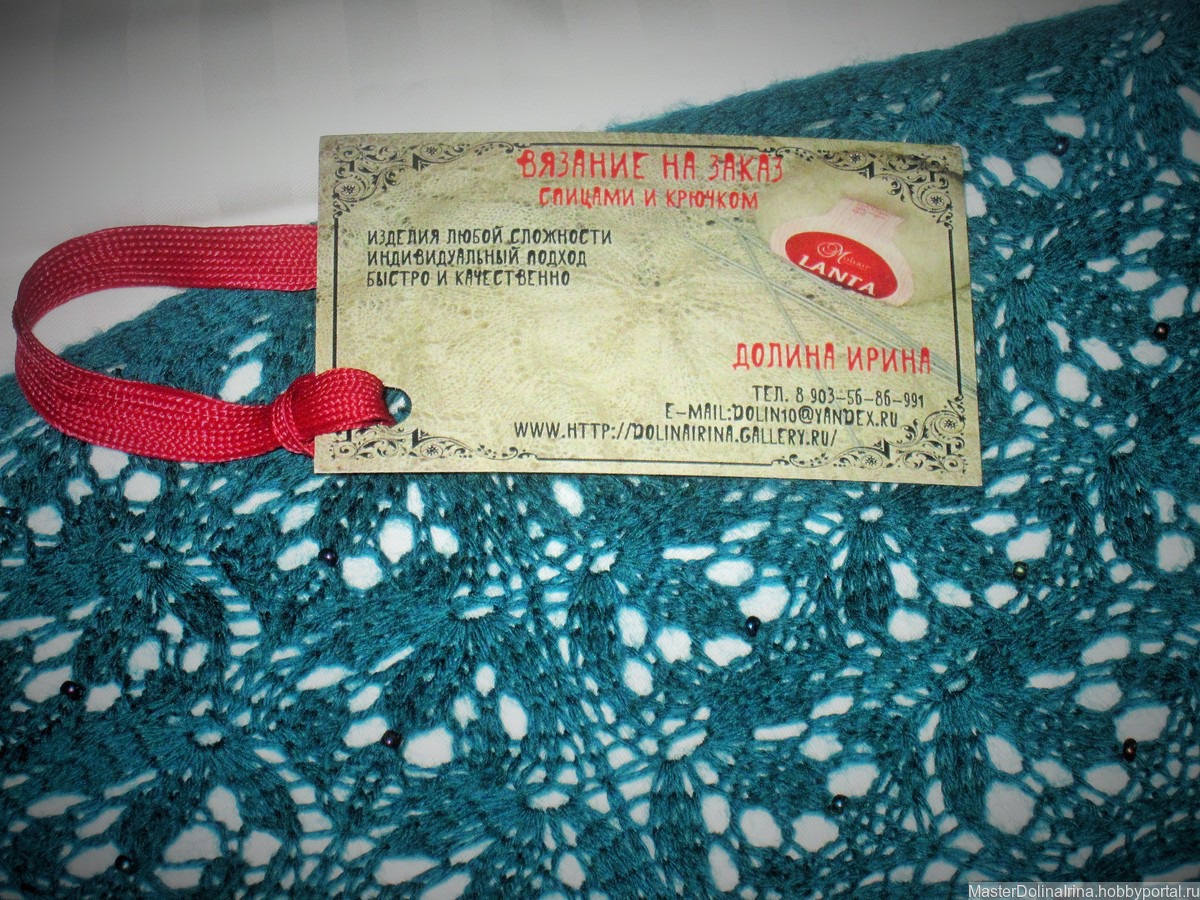 ВЯЗАНИЕ НА ЗАКАЗ
СПИЦАМИ И КРЮЧКОМ
ИЗДЕЛИЯ ЛЮБОЙ СЛОЖНОСТИ
ИНДИВИДУАЛЬНЫЙ ПОДХОД
БЫСТРО И КАЧЕСТВЕННО
LANTA
ДОЛИНА ИРИНА
ТЕЛ. 8 903-56-86-991
E-MAIL:DOLIN10@YANDEX.RU
WWW.HTTP://DOLINAIRINA.GALLERY.RU/
MasterDolinaIrina.hobbyportal.ru